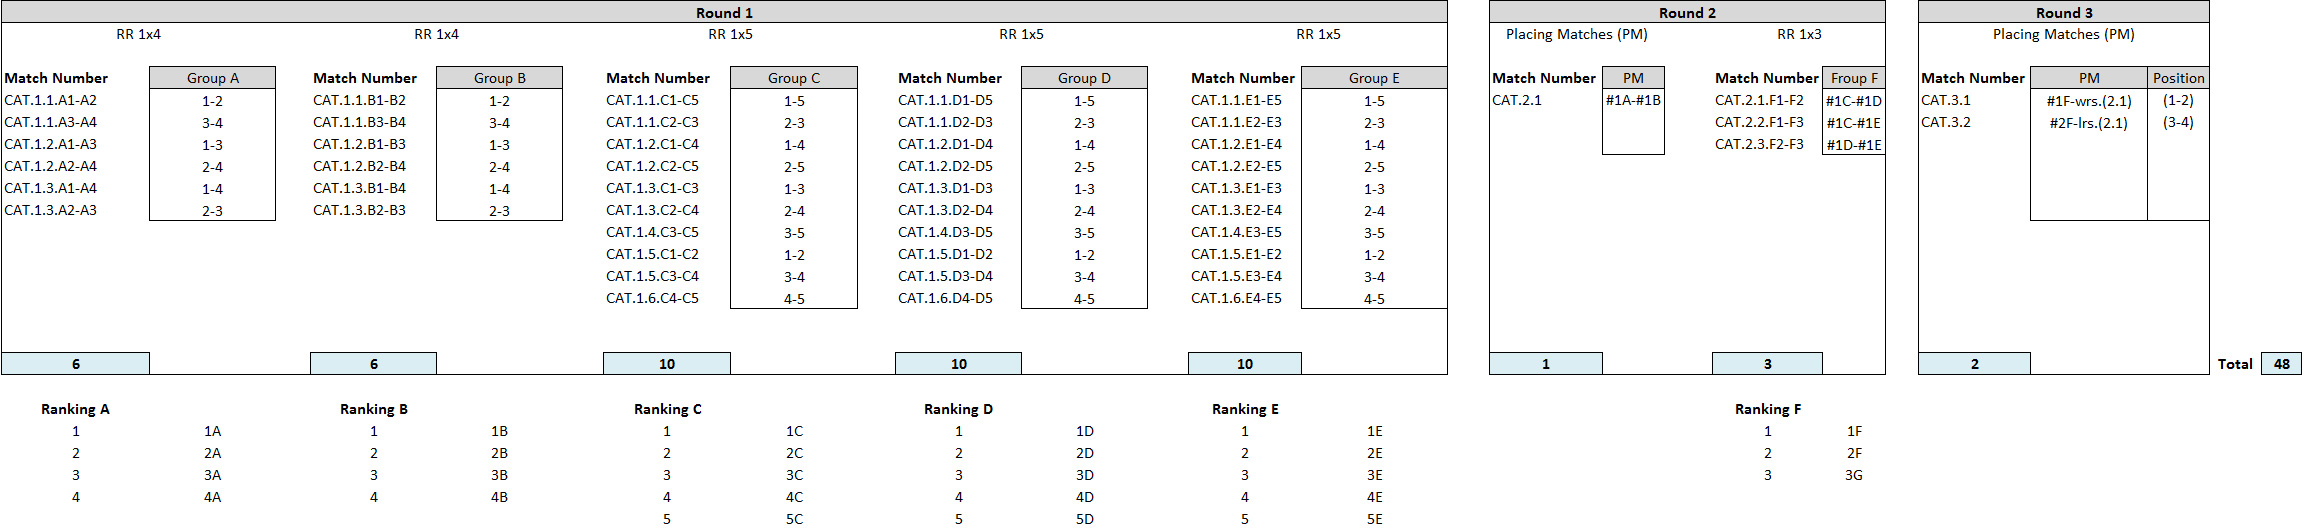 Round 1 Round 2 Round 3
RR 1x4 RR 1x4 RR 1x5 RR 1x5 RR 1x5 Placing Matches (PM) RR 1x3 Placing Matches (PM)
Match Number Group A Match Number Group B Match Number Group C Match Number Group D Match Number Group E Match Number PM Match Number Froup F Match Number PM Position
CAT.1.1.A1-A2 1-2 CAT.1.1.B1-B2 1-2 CAT.1.1.C1-C5 1-5 CAT.1.1.D1-D5 1-5 CAT.1.1.E1-E5 1-5 CAT.2.1 #1A-#1B CAT.2.1.F1-F2 #1C-#1D CAT.3.1 #1F-wrs.(2.1) (1-2)
CAT.1.1.A3-A4 3-4 CAT.1.1.B3-B4 3-4 CAT.1.1.C2-C3 2-3 CAT.1.1.D2-D3 2-3 CAT.1.1.E2-E3 2-3 CAT.2.2.F1-F3 #1C-#1E CAT.3.2 #2F-lrs.(2.1) (3-4)
CAT.1.2.A1-A3 1-3 CAT.1.2.B1-B3 1-3 CAT.1.2.C1-C4 1-4 CAT.1.2.D1-D4 1-4 CAT.1.2.E1-E4 1-4 CAT.2.3.F2-F3 #1D-#1E
CAT.1.2.A2-A4 2-4 CAT.1.2.B2-B4 2-4 CAT.1.2.C2-C5 2-5 CAT.1.2.D2-D5 2-5 CAT.1.2.E2-E5 2-5
CAT.1.3.A1-A4 1-4 CAT.1.3.B1-B4 1-4 CAT.1.3.C1-C3 1-3 CAT.1.3.D1-D3 1-3 CAT.1.3.E1-E3 1-3
CAT.1.3.A2-A3 2-3 CAT.1.3.B2-B3 2-3 CAT.1.3.C2-C4 2-4 CAT.1.3.D2-D4 2-4 CAT.1.3.E2-E4 2-4
CAT.1.4.C3-C5 3-5 CAT.1.4.D3-D5 3-5 CAT.1.4.E3-E5 3-5
CAT.1.5.C1-C2 1-2 CAT.1.5.D1-D2 1-2 CAT.1.5.E1-E2 1-2
CAT.1.5.C3-C4 3-4 CAT.1.5.D3-D4 3-4 CAT.1.5.E3-E4 3-4
CAT.1.6.C4-C5 4-5 CAT.1.6.D4-D5 4-5 CAT.1.6.E4-E5 4-5
6 6 10 10 10 1 3 2 Total 48
Ranking A Ranking B Ranking C Ranking D Ranking E Ranking F
1 1A 1 1B 1 1C 1 1D 1 1E 1 1F
2 2A 2 2B 2 2C 2 2D 2 2E 2 2F
3 3A 3 3B 3 3C 3 3D 3 3E 3 3G
4 4A 4 4B 4 4C 4 4D 4 4E
5 5C 5 5D 5 5E